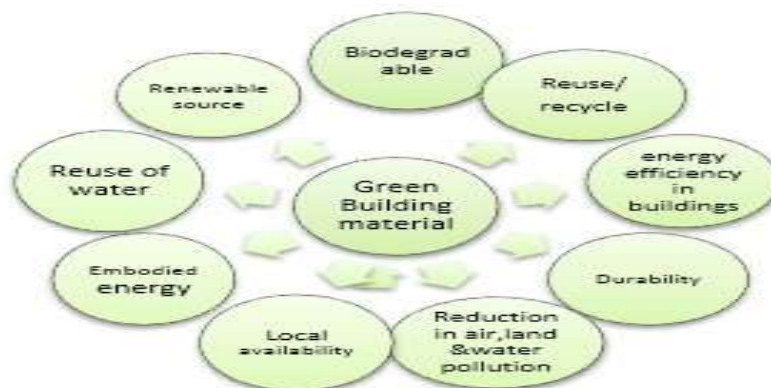 Biodegrad
able
Reuse/
recycle
energy
efficiency
in
buildings
Durability
Reduction
in air,land
&water
pollution
Local
availability
Embodied
energy
Reuse of
water
Renewable
source
Green
Building
material